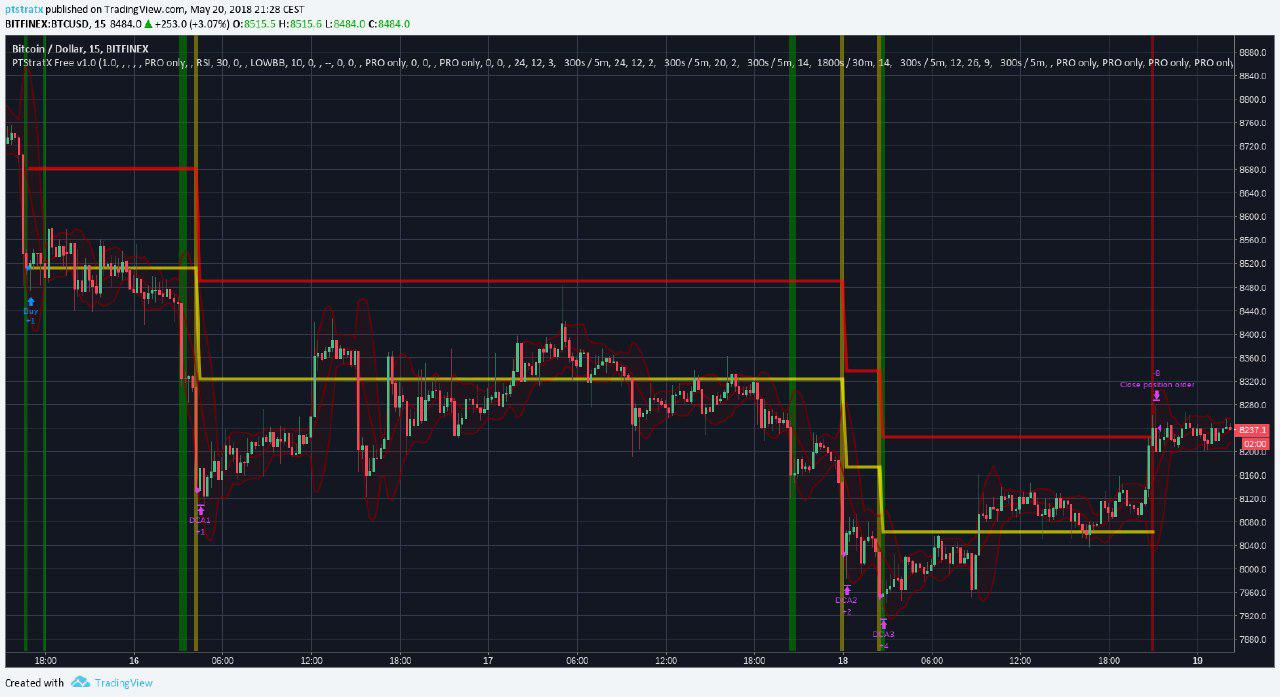 ptstratx published on TradingView.com, May 20, 2018 21:28 CEST
BITFINEX:BTCUSD, 15 8484.0 ▲ +253.0 (+3.07%) O:8515.5 H:8515.6 L:8484.0 C:8484.0
Bitcoin / Dollar, 15, BITFINEX
PTStratX Free v1.0 (1.0, , , , , PRO only, , RSI, 30, 0, , LOWBB, 10, 0, , --, 0, 0, , PRO only, 0, 0, , PRO only, 0, 0, , 24, 12, 3, 300s / 5m, 24, 12, 2, 300s / 5m, 20, 2, 300s / 5m, 14, 1800s / 30m, 14, 300s / 5m, 12, 26, 9, 300s / 5m, , PRO only, PRO only, PRO only, PRO only
8880.0
8840.0
8800.0
8760.0
8720.0
8680.0
8640.0
8600.0
8560.0
8520.0
8480.0
8440.0
8400.0
8360.0
8320.0
8280.0
8237.1
02:00
8200.0
8160.0
8120.0
8080.0
8040.0
8000.0
7960.0
7920.0
7880.0
Buy
+1
DCA1
+1
DCA2
+2
DCA3
+4
-8
Close position order
18:00 16 06:00 12:00 18:00 17 06:00 12:00 18:00 18 06:00 12:00 18:00 19
Created with TradingView